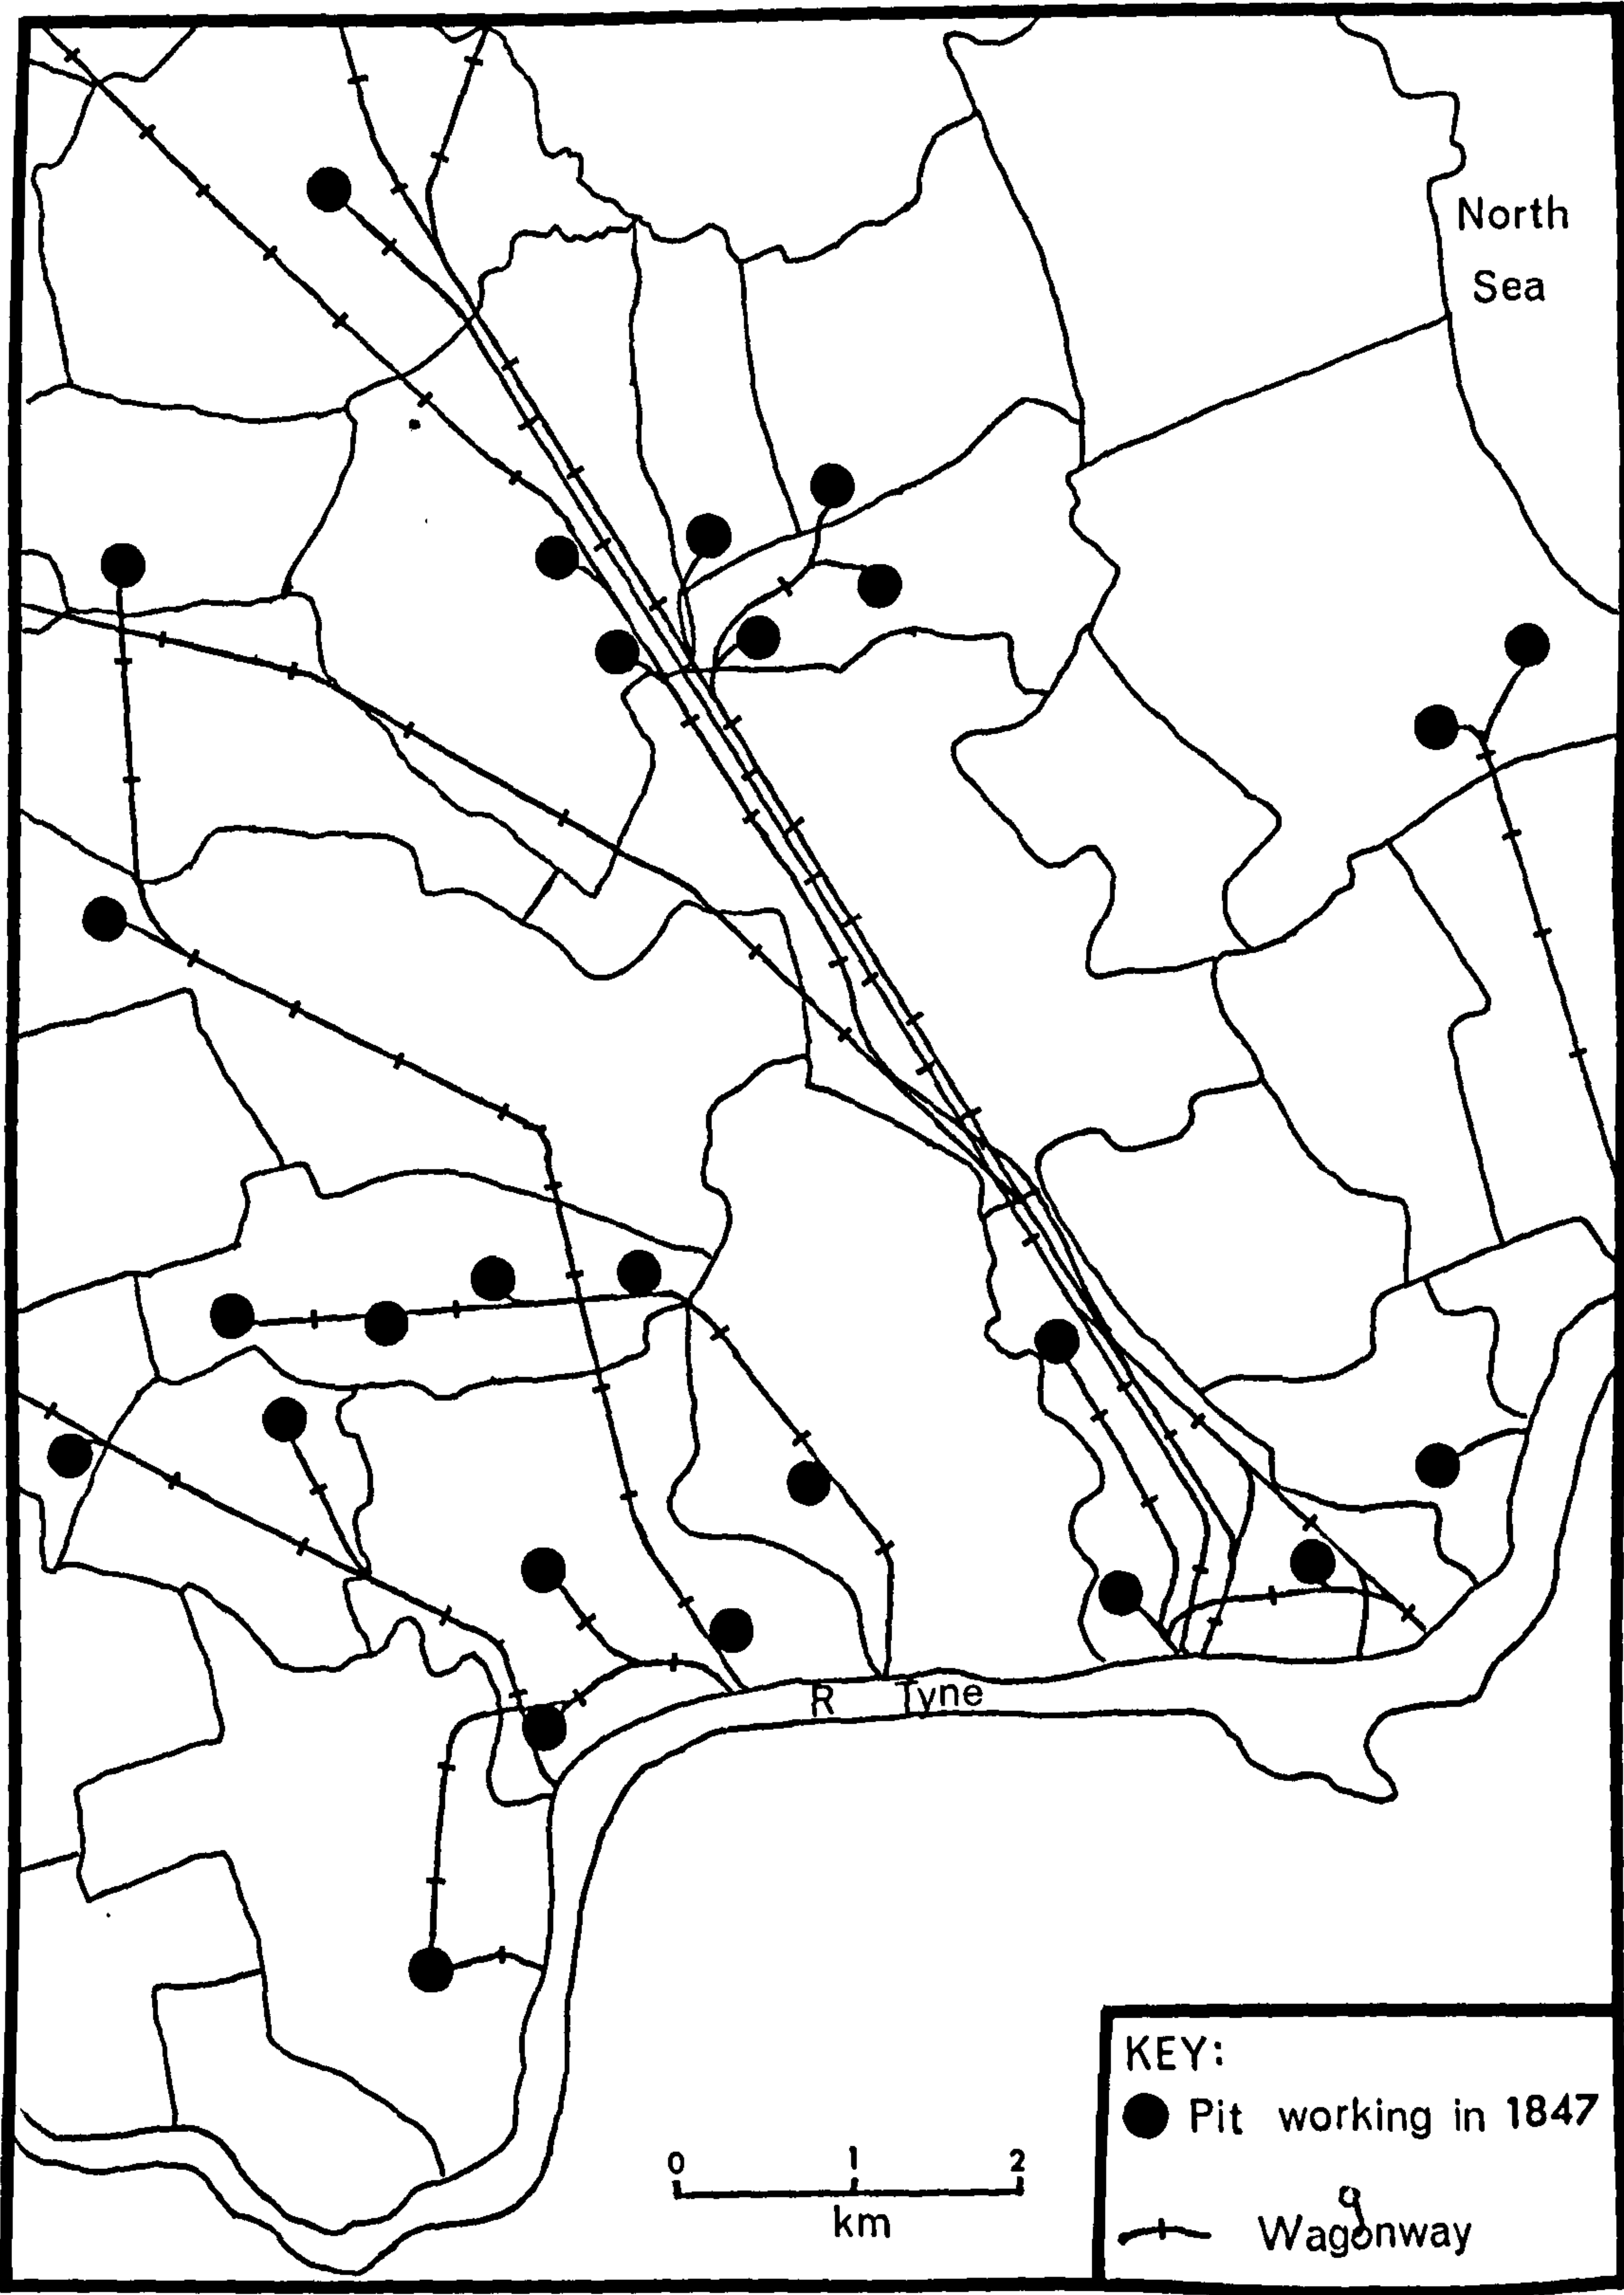 North
Sea
R Tyne
KEY:
Pit working in 1847
0 1 2
km
g
Wagonway